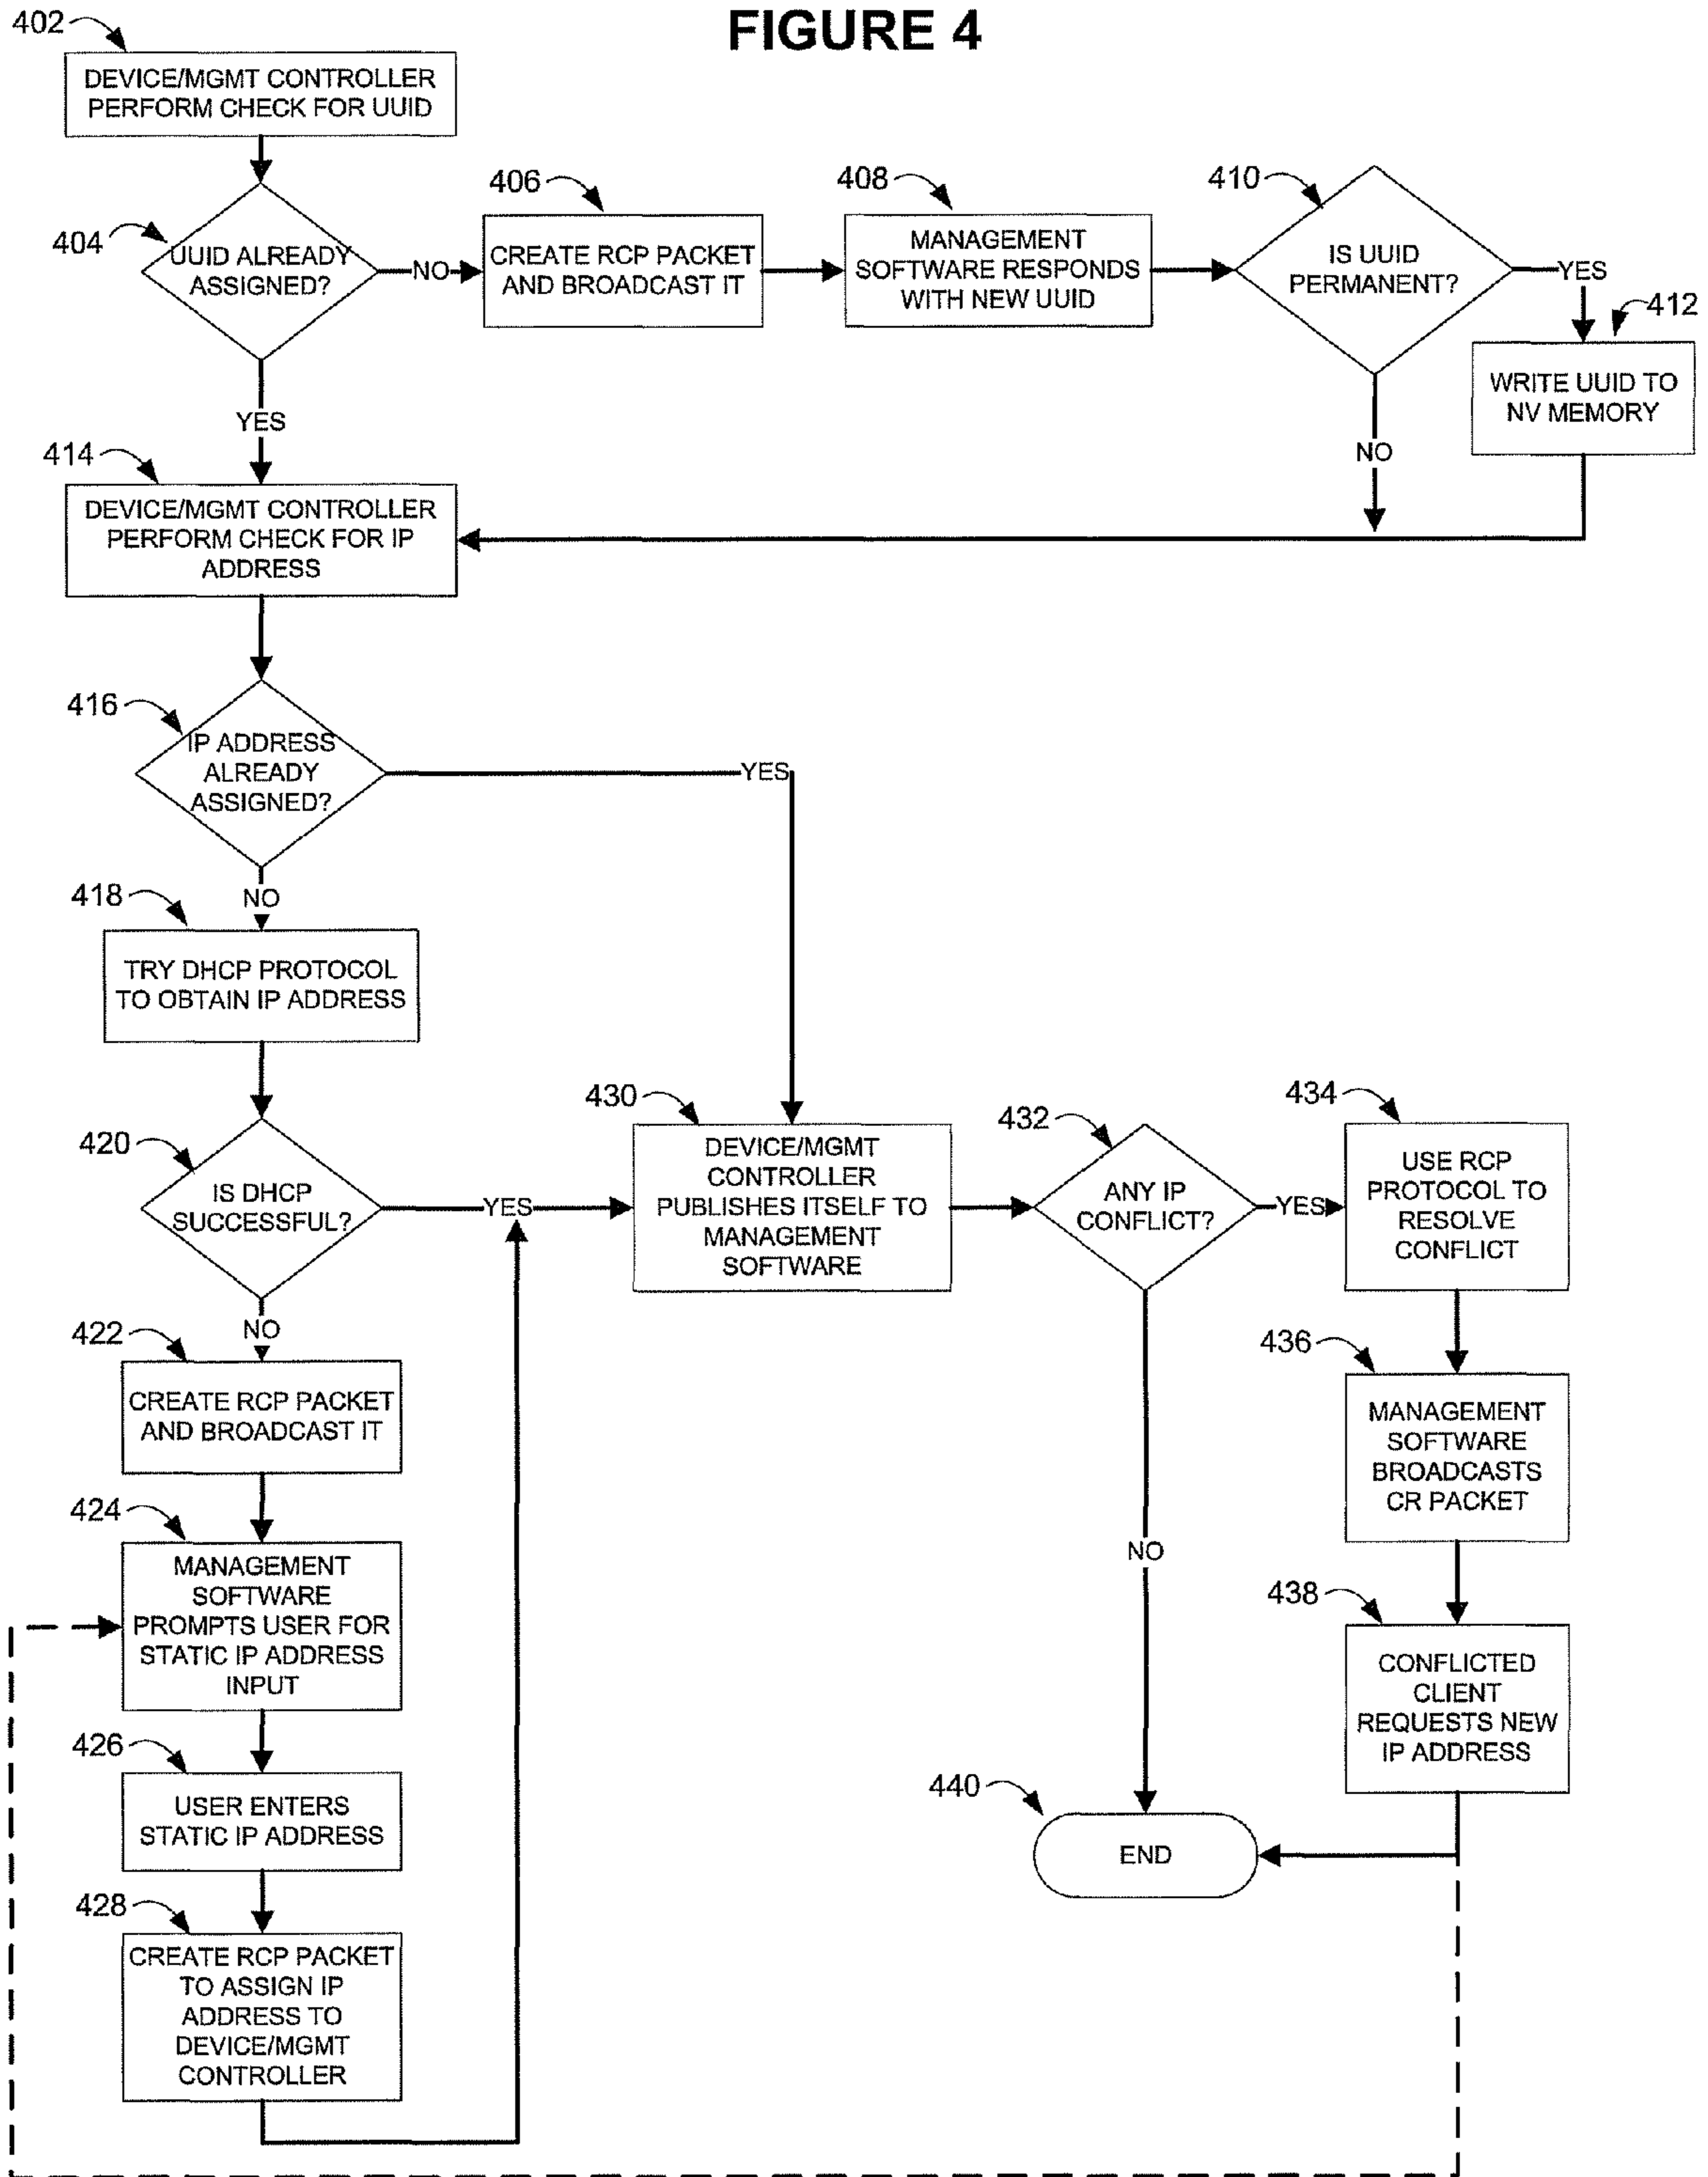 FIGURE 4
402
DEVICE/MGMT CONTROLLER
PERFORM CHECK FOR UUID
404
UUID ALREADY
ASSIGNED?
NO
406
CREATE RCP PACKET
AND BROADCAST IT
408
MANAGEMENT
SOFTWARE RESPONDS
WITH NEW UUID
410
IS UUID
PERMANENT?
YES
412
WRITE UUID TO
NV MEMORY
NO
YES
414
DEVICE/MGMT CONTROLLER
PERFORM CHECK FOR IP
ADDRESS
416
IP ADDRESS
ALREADY
ASSIGNED?
YES
NO
418
TRY DHCP PROTOCOL
TO OBTAIN IP ADDRESS
420
IS DHCP
SUCCESSFUL?
YES
NO
422
CREATE RCP PACKET
AND BROADCAST IT
424
MANAGEMENT
SOFTWARE
PROMPTS USER FOR
STATIC IP ADDRESS
INPUT
426
USER ENTERS
STATIC IP ADDRESS
428
CREATE RCP PACKET
TO ASSIGN IP
ADDRESS TO
DEVICE/MGMT
CONTROLLER
430
DEVICE/MGMT
CONTROLLER
PUBLISHES ITSELF TO
MANAGEMENT
SOFTWARE
432
ANY IP
CONFLICT?
YES
NO
434
USE RCP
PROTOCOL TO
RESOLVE
CONFLICT
436
MANAGEMENT
SOFTWARE
BROADCASTS
CR PACKET
438
CONFLICTED
CLIENT
REQUESTS NEW
IP ADDRESS
440
END